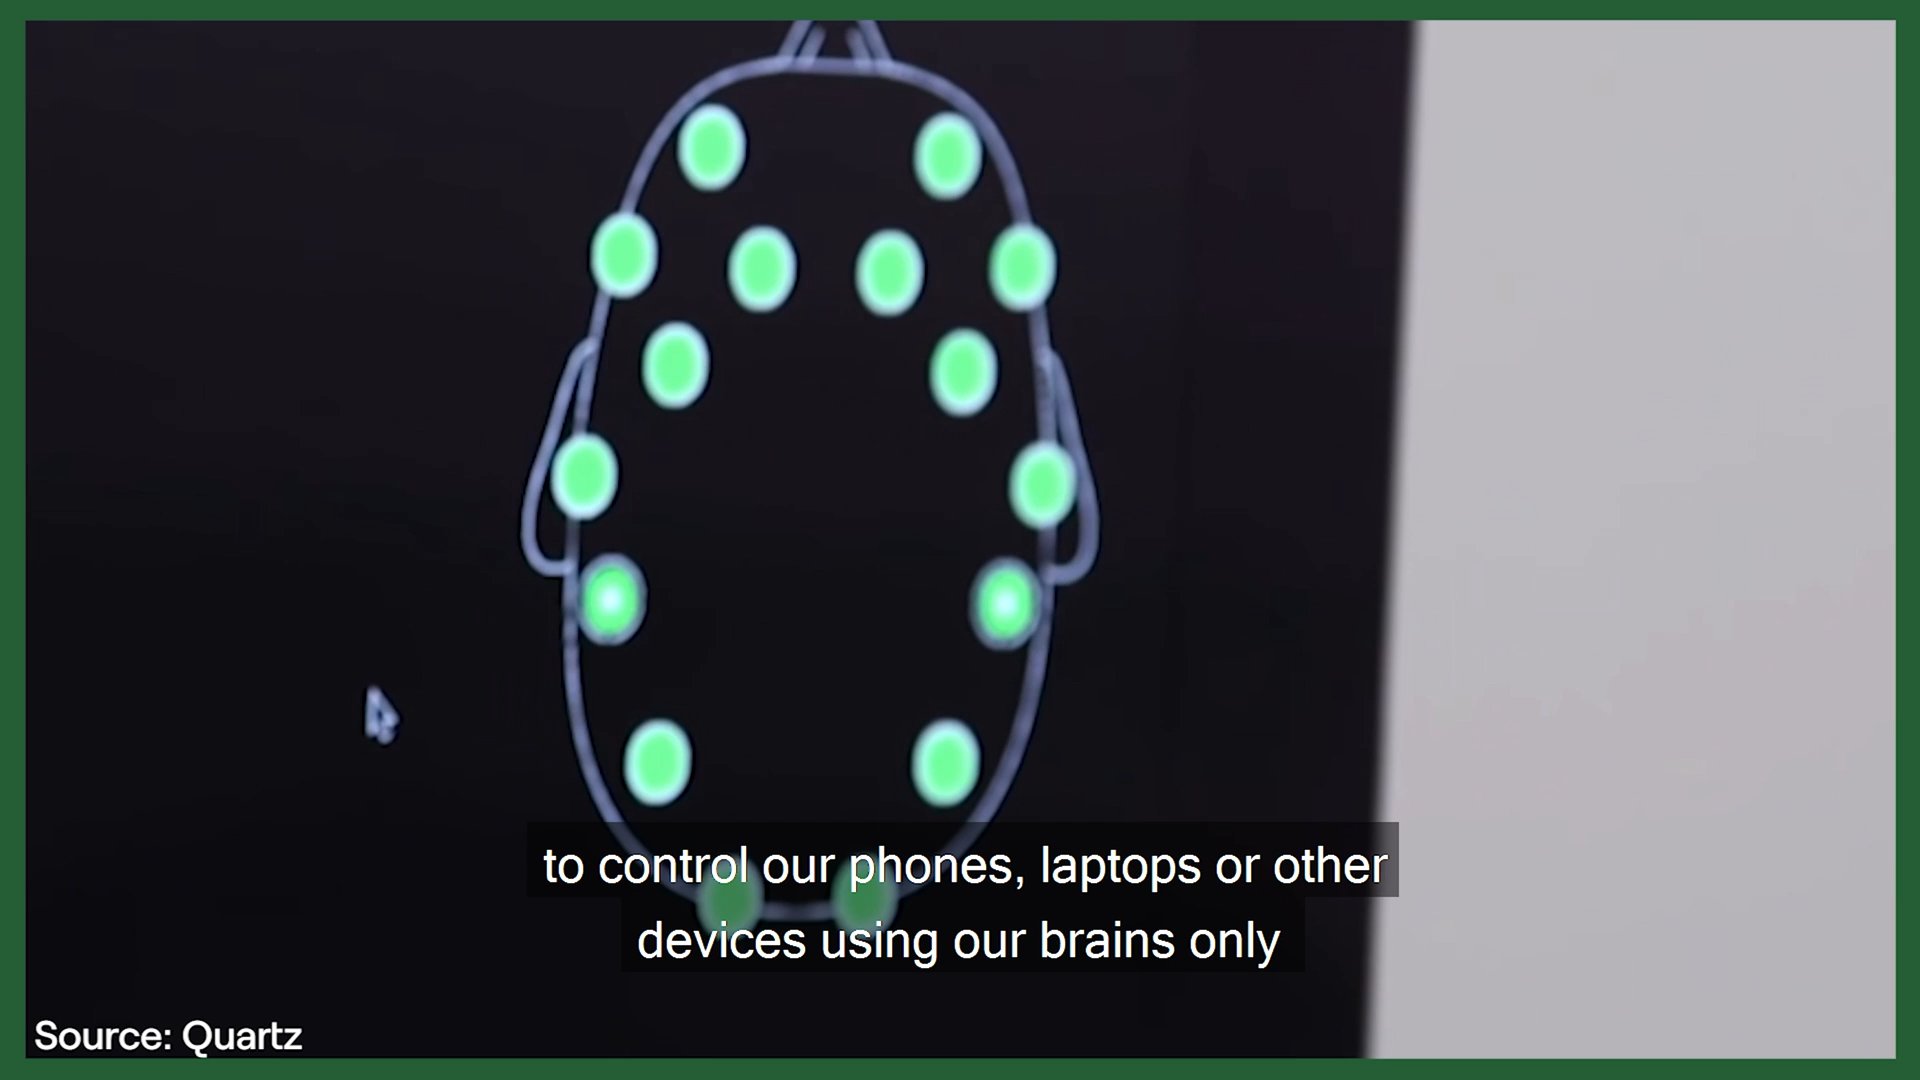 to control our phones, laptops or other
devices using our brains only
Source: Quartz